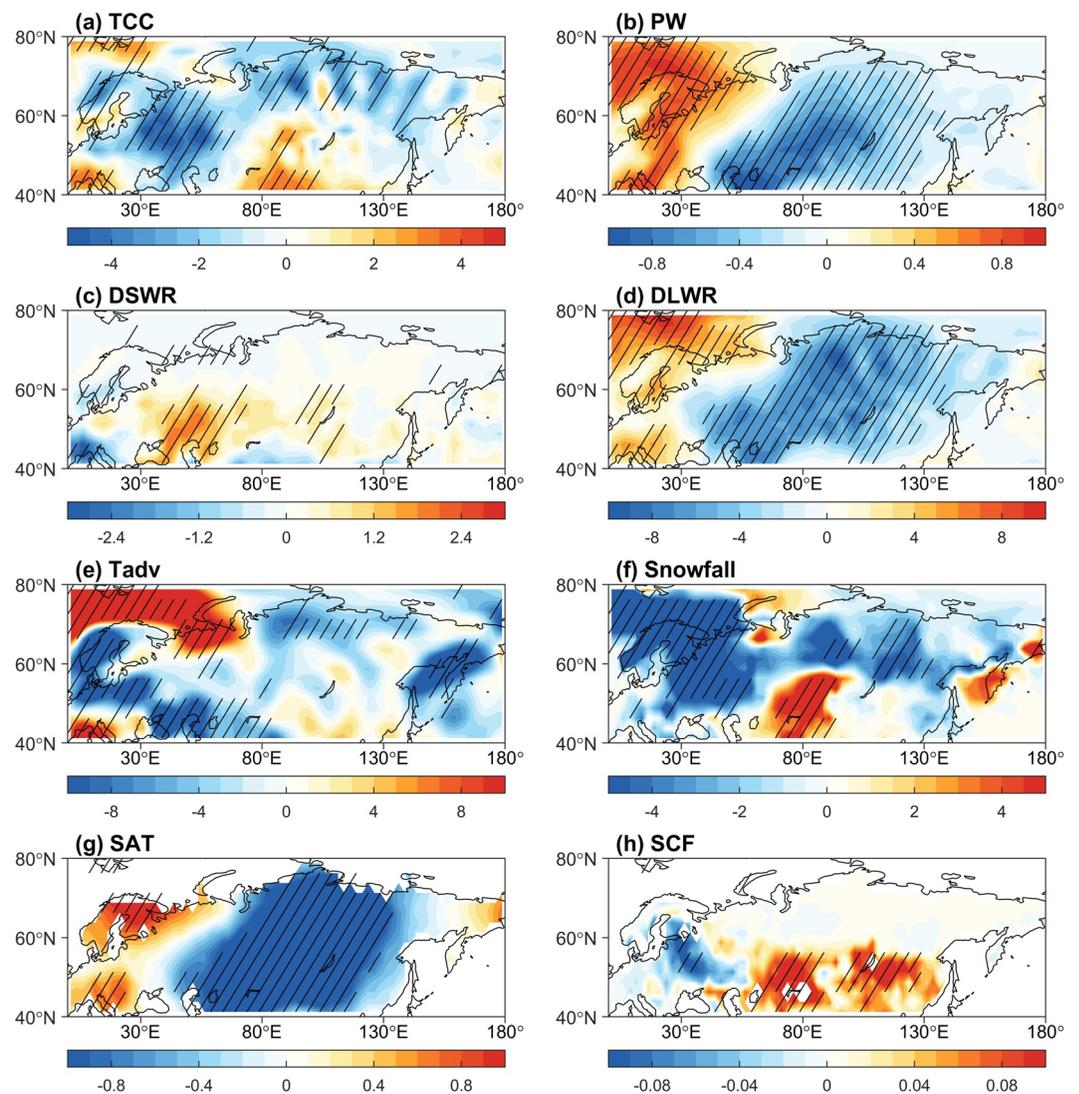 (a) TCC
80°N
60°N
40°N
30°E 80°E 130°E 180°
-4 -2 0 2 4
(b) PW
80°N
60°N
40°N
30°E 80°E 130°E 180°
-0.8 -0.4 0 0.4 0.8
(c) DSWR
80°N
60°N
40°N
30°E 80°E 130°E 180°
-2.4 -1.2 0 1.2 2.4
(d) DLWR
80°N
60°N
40°N
30°E 80°E 130°E 180°
-8 -4 0 4 8
(e) Tadv
80°N
60°N
40°N
30°E 80°E 130°E 180°
-8 -4 0 4 8
(f) Snowfall
80°N
60°N
40°N
30°E 80°E 130°E 180°
-4 -2 0 2 4
(g) SAT
80°N
60°N
40°N
30°E 80°E 130°E 180°
-0.8 -0.4 0 0.4 0.8
(h) SCF
80°N
60°N
40°N
30°E 80°E 130°E 180°
-0.08 -0.04 0 0.04 0.08